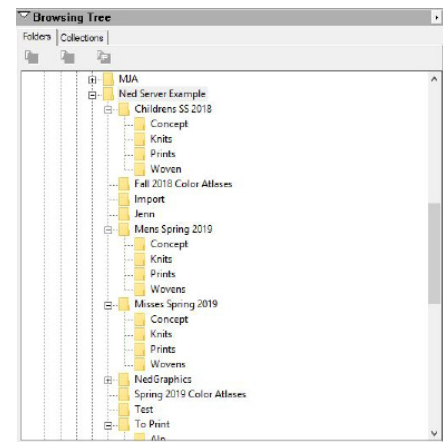 Browsing Tree
Folders Collections
MJA
Ned Server Example
Childrens SS 2018
Concept
Knits
Prints
Woven
Fall 2018 Color Atlases
Import
Jenn
Mens Spring 2019
Concept
Knits
Prints
Wovens
Misses Spring 2019
Concept
Knits
Prints
Wovens
NedGraphics
Spring 2019 Color Atlases
Test
To Print